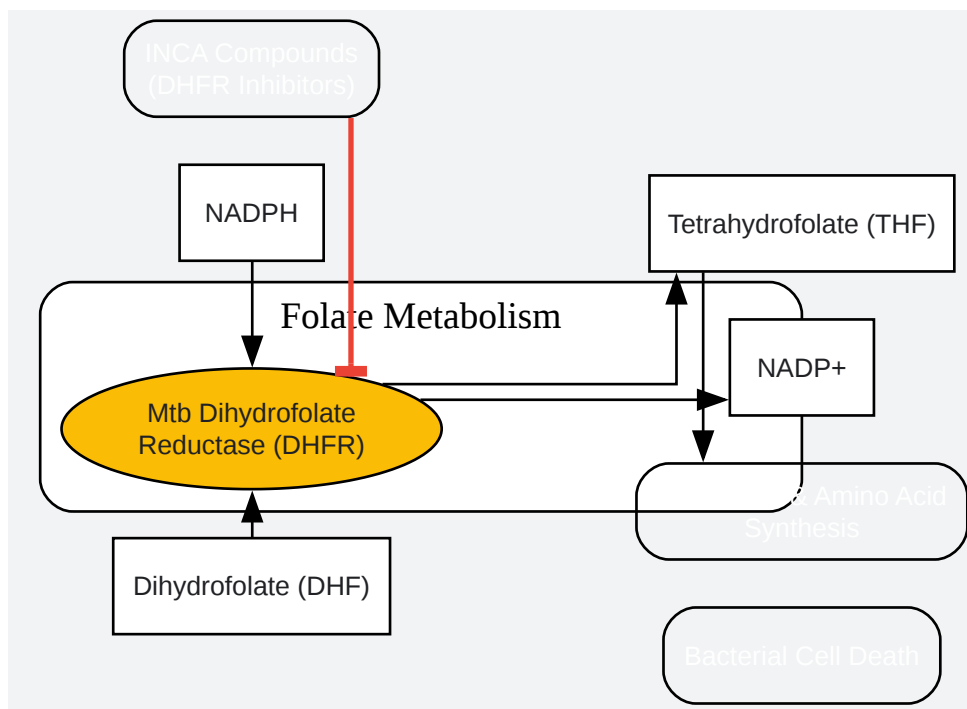 INCA Compounds
(DHFR Inhibitors)
NADPH
Tetrahydrofolate (THF)
Folate Metabolism
NADP+
Mtb Dihydrofolate
Reductase (DHFR)
& Amino Acid
Synthesis
Dihydrofolate (DHF)
Bacterial Cell Death